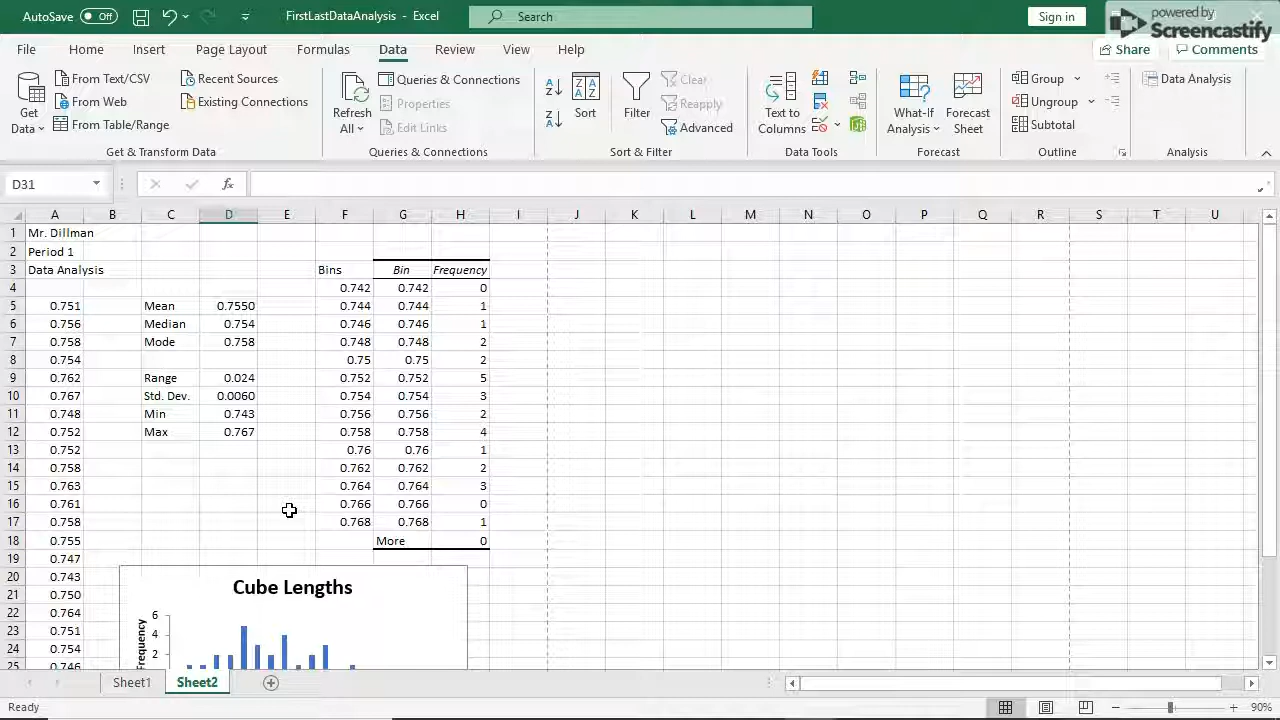 AutoSave Off FirstLastDataAnalysis - Excel Search Sign in
powered by
Screencastify
File Home Insert Page Layout Formulas Data Review View Help Share Comments
Get Data
From Text/CSV
From Web
From Table/Range
Recent Sources
Existing Connections
Get & Transform Data
Refresh All
Queries & Connections
Properties
Edit Links
Queries & Connections
Sort
Filter
Clear
Reapply
Advanced
Sort & Filter
Text to Columns
Data Tools
What-If Analysis
Forecast Sheet
Forecast
Group
Ungroup
Subtotal
Outline
Data Analysis
Analysis
D31 fx
A B C D E F G H I J K L M N O P Q R S T U
1 Mr. Dillman
2 Period 1
3 Data Analysis Bins Bin Frequency
4 0.742 0.742 0
5 0.751 Mean 0.7550 0.744 0.744 1
6 0.756 Median 0.754 0.746 0.746 1
7 0.758 Mode 0.758 0.748 0.748 2
8 0.754 0.75 0.75 2
9 0.762 Range 0.024 0.752 0.752 5
10 0.767 Std. Dev. 0.0060 0.754 0.754 3
11 0.748 Min 0.743 0.756 0.756 2
12 0.752 Max 0.767 0.758 0.758 4
13 0.752 0.76 0.76 1
14 0.758 0.762 0.762 2
15 0.763 0.764 0.764 3
16 0.761 0.766 0.766 0
17 0.758 0.768 0.768 1
18 0.755 More 0
19 0.747
20 0.743
21 0.750
22 0.764
23 0.751
24 0.754
25 0.746
Cube Lengths
Frequency
6
4
2
Sheet1 Sheet2
Ready 90%